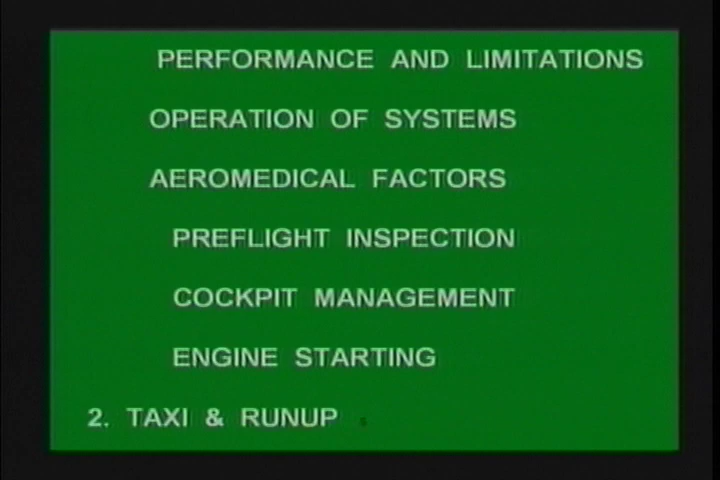 PERFORMANCE AND LIMITATIONS
OPERATION OF SYSTEMS
AEROMEDICAL FACTORS
PREFLIGHT INSPECTION
COCKPIT MANAGEMENT
ENGINE STARTING
2. TAXI & RUNUP